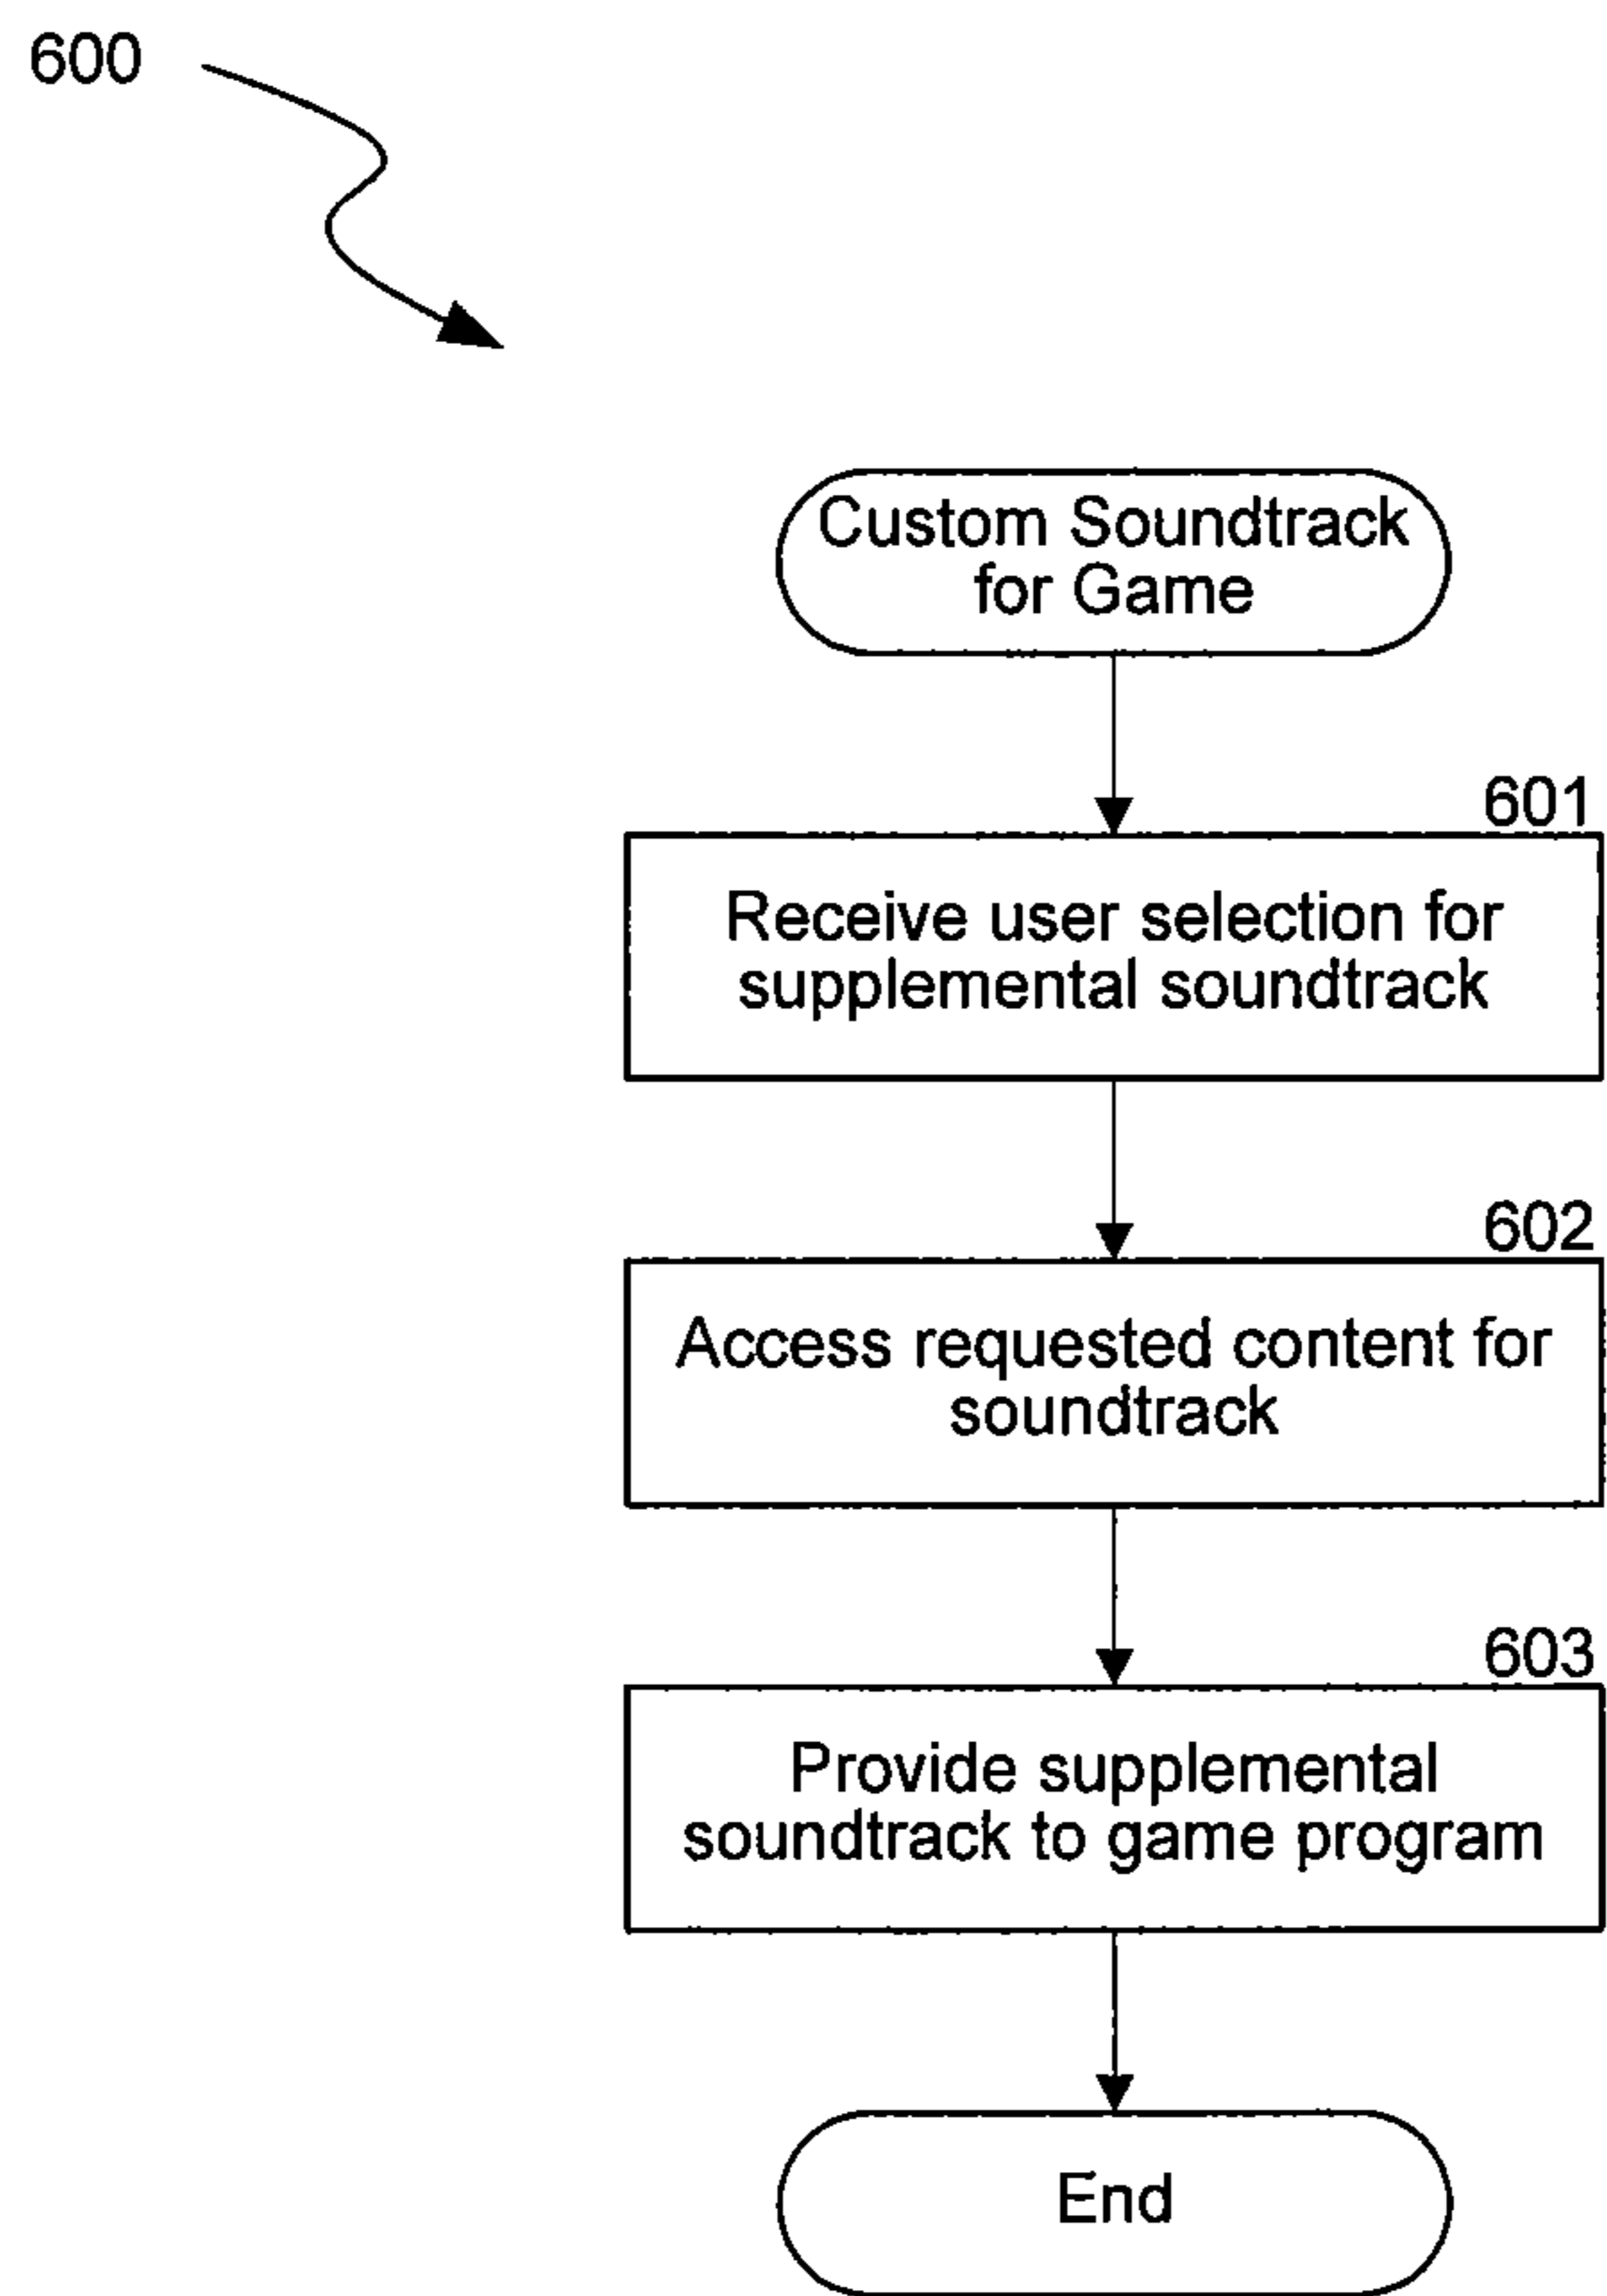 600
Custom Soundtrack
for Game
601
Receive user selection for
supplemental soundtrack
602
Access requested content for
soundtrack
603
Provide supplemental
soundtrack to game program
End